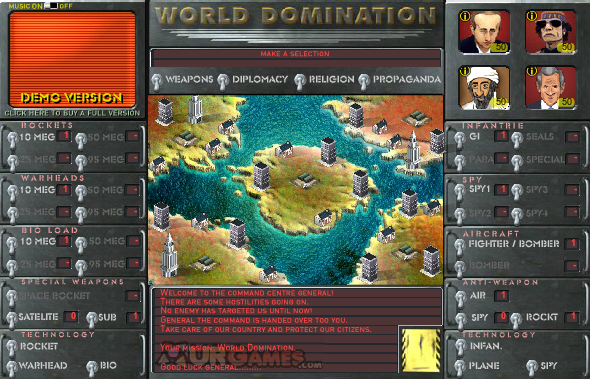 MUSIC ON OFF
DEMO VERSION
CLICK HERE TO BUY A FULL VERSION
ROCKETS
10 MEG 1 50 MEG
25 MEG 95 MEG
WARHEADS
10 MEG 1 50 MEG
25 MEG 95 MEG
BIO LOAD
10 MEG 1 50 MEG
25 MEG 95 MEG
SPECIAL WEAPONS
SPACE ROCKET
SATELITE 0 SUB 1
TECHNOLOGY
ROCKET
WARHEAD BIO
WORLD DOMINATION
MAKE A SELECTION
WEAPONS DIPLOMACY RELIGION PROPAGANDA
WELCOME TO THE COMMAND CENTRE GENERAL!
THERE ARE SOME HOSTILITIES GOING ON.
NO ENEMY HAS TARGETED US UNTIL NOW!
GENERAL THE COMMAND IS HANDED OVER TOO YOU.
TAKE CARE OF OUR COUNTRY AND PROTECT OUR CITIZENS.
YOUR MISSION: WORLD DOMINATION.
GOOD LUCK GENERAL..........
OURGAMES.COM
i 50 i 50
i 50 50
INFANTRIE
GI 1 SEALS
PARA SPECIAL
SPY
SPY1 1 SPY3
SPY2 SPY4
AIRCRAFT
FIGHTER / BOMBER 1
BOMBER
ANTI-WEAPON
AIR 1
SPY 0 ROCKT 1
TECHNOLOGY
INFAN.
PLANE SPY